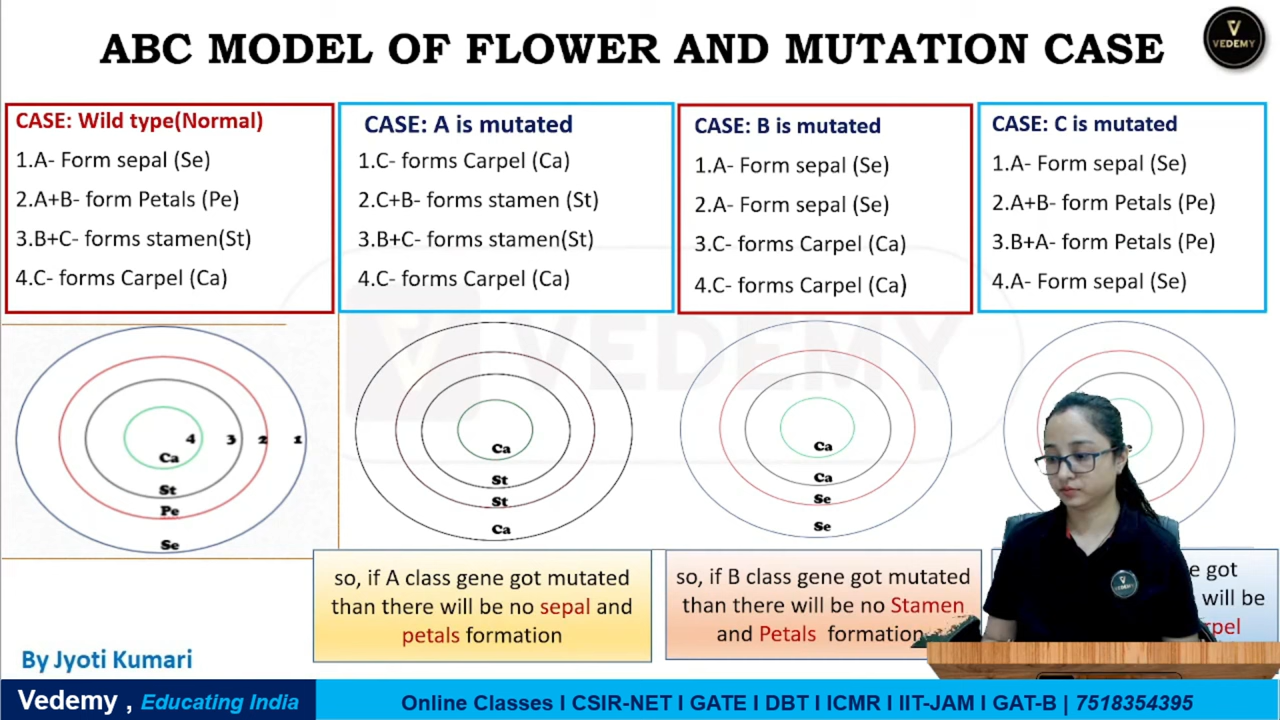 ABC MODEL OF FLOWER AND MUTATION CASE
VEDEMY
CASE: Wild type(Normal)
1.A- Form sepal (Se)
2.A+B- form Petals (Pe)
3.B+C- forms stamen(St)
4.C- forms Carpel (Ca)
CASE: A is mutated
1.C- forms Carpel (Ca)
2.C+B- forms stamen (St)
3.B+C- forms stamen(St)
4.C- forms Carpel (Ca)
CASE: B is mutated
1.A- Form sepal (Se)
2.A- Form sepal (Se)
3.C- forms Carpel (Ca)
4.C- forms Carpel (Ca)
CASE: C is mutated
1.A- Form sepal (Se)
2.A+B- form Petals (Pe)
3.B+A- form Petals (Pe)
4.A- Form sepal (Se)
VEDEMY
4 3 2 1
Ca
St
Pe
Se
Ca
St
St
Ca
Ca
Ca
Se
Se
so, if A class gene got mutated
than there will be no sepal and
petals formation
so, if B class gene got mutated
than there will be no Stamen
and Petals formation
got
will be
By Jyoti Kumari
Vedemy , Educating India
Online Classes I CSIR-NET I GATE I DBT I ICMR I IIT-JAM I GAT-B | 7518354395